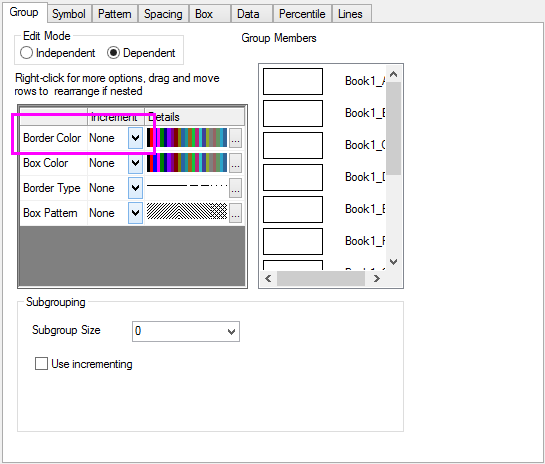 Group Symbol Pattern Spacing Box Data Percentile Lines
Edit Mode
Independent Dependent
Group Members
Right-click for more options, drag and move
rows to rearrange if nested
Increment Details
Border Color None ...
Box Color None ...
Border Type None ...
Box Pattern None ...
Book1_A
Book1_B
Book1_C
Book1_D
Book1_E
Book1_F
Subgrouping
Subgroup Size 0
Use incrementing